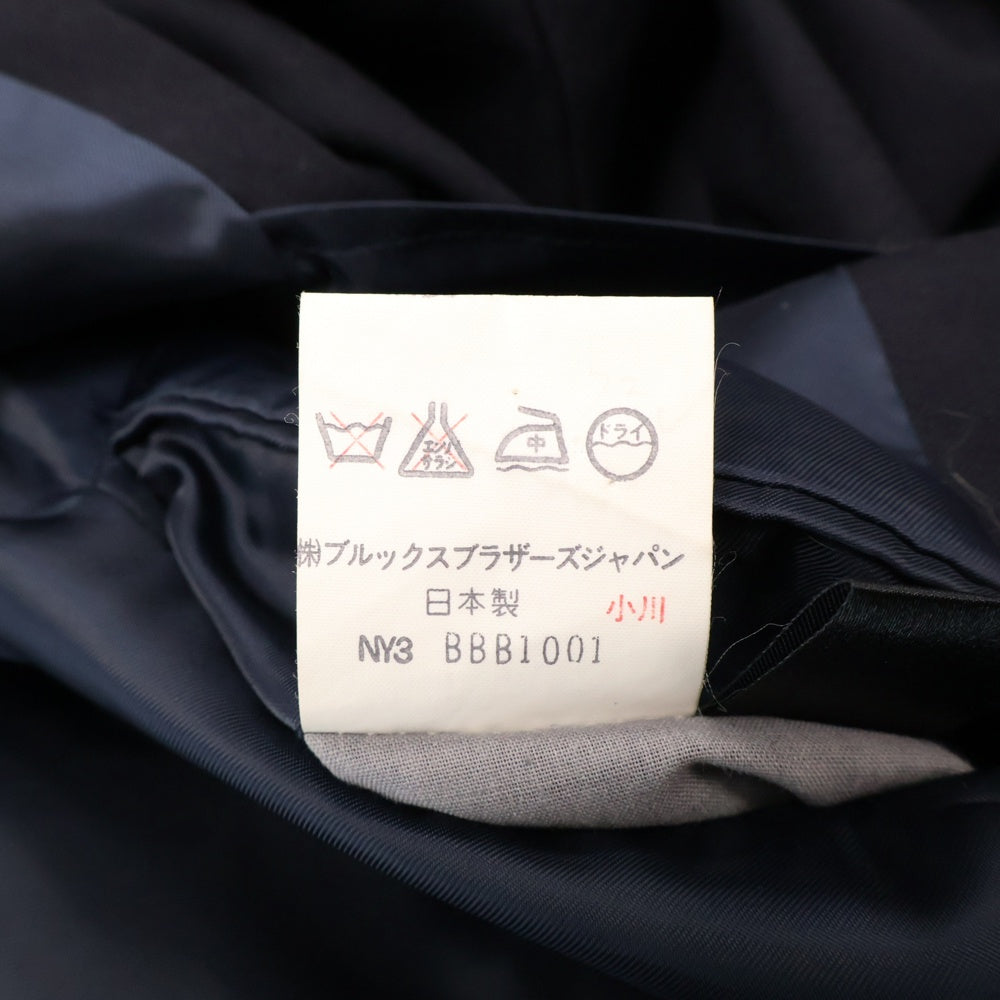 エンソ
サラシ
中
ドライ
㈱ブルックスブラザーズジャパン
日本製 小川
NY3 BBB1001